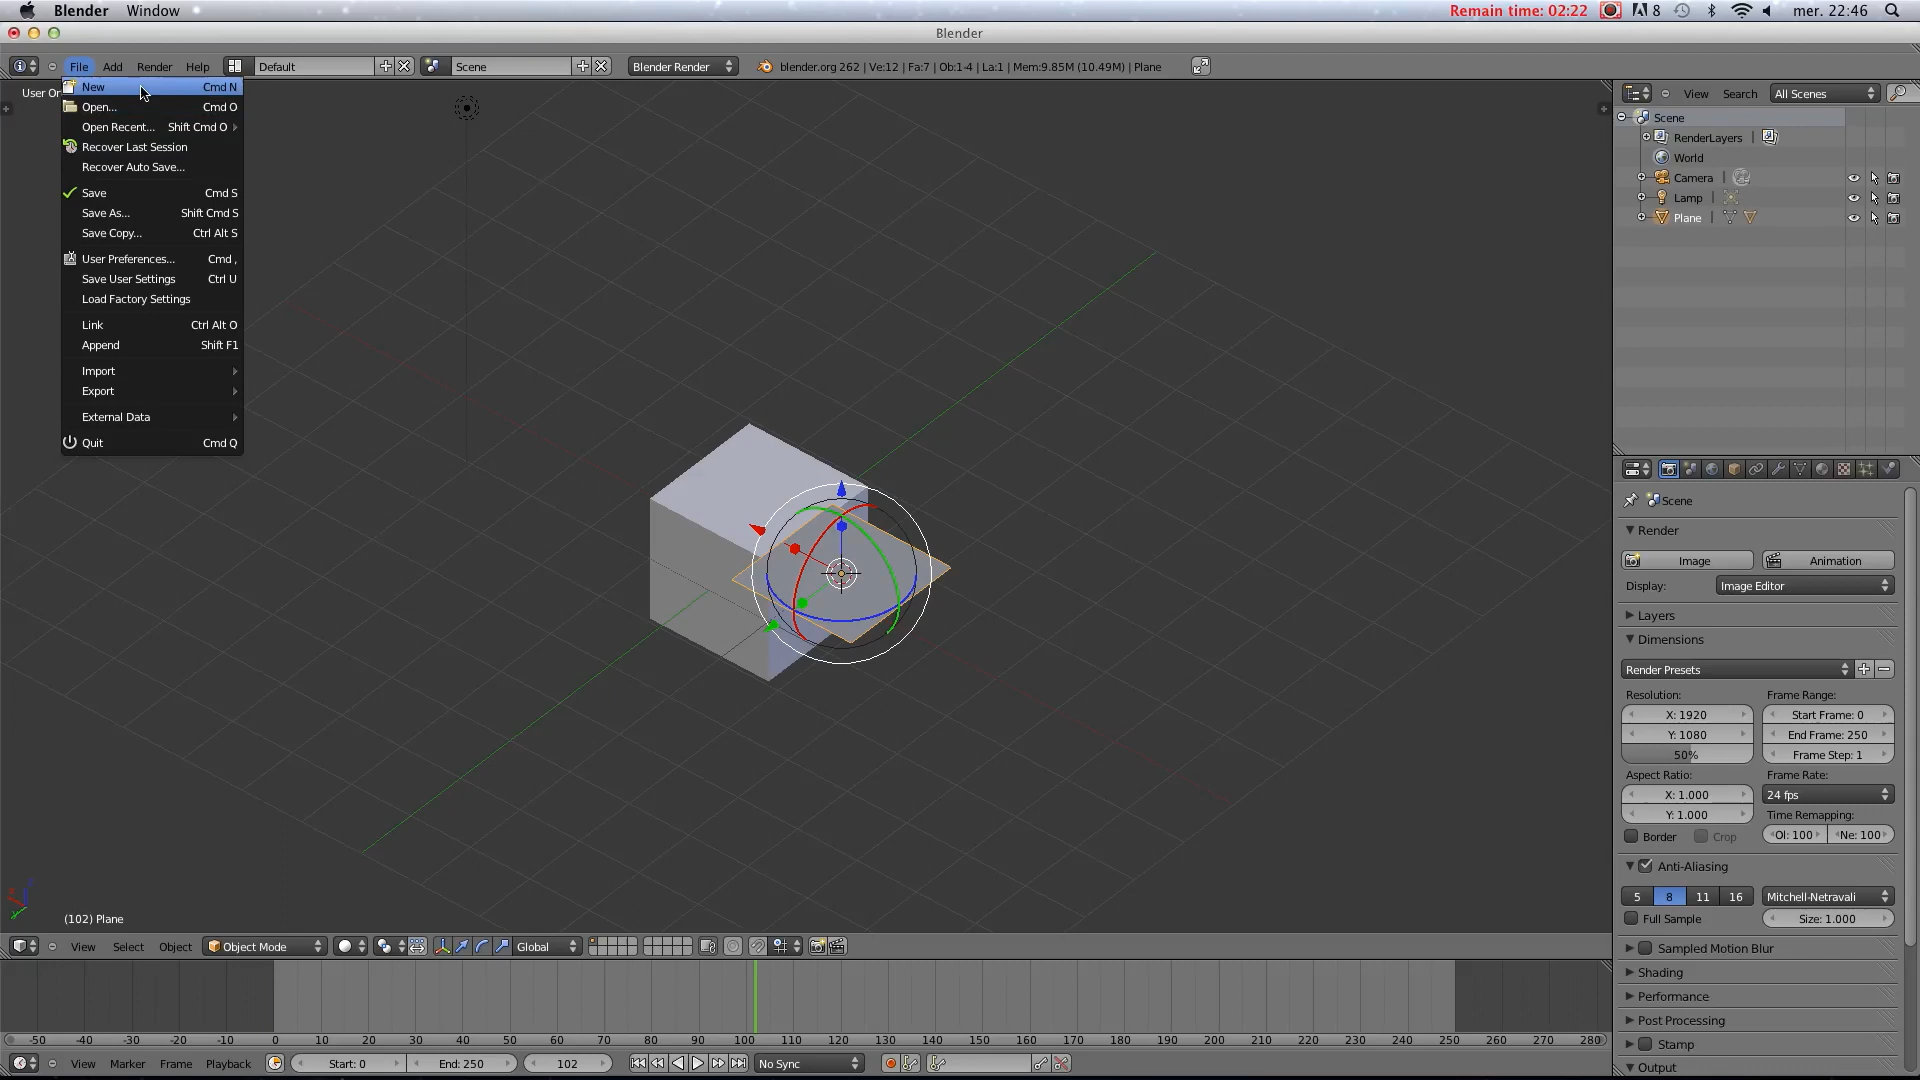 Blender Window
Remain time: 02:22 8 mer. 22:46
Blender
File Add Render Help Default Scene Blender Render blender.org 262 | Ve:12 | Fa:7 | Ob:1-4 | La:1 | Mem:9.85M (10.49M) | Plane
User Or
New Cmd N
Open... Cmd O
Open Recent... Shift Cmd O
Recover Last Session
Recover Auto Save...
Save Cmd S
Save As... Shift Cmd S
Save Copy... Ctrl Alt S
User Preferences... Cmd ,
Save User Settings Ctrl U
Load Factory Settings
Link Ctrl Alt O
Append Shift F1
Import
Export
External Data
Quit Cmd Q
View Search All Scenes
Scene
RenderLayers |
World
Camera |
Lamp |
Plane |
Scene
Render
Image Animation
Display: Image Editor
Layers
Dimensions
Render Presets
Resolution: Frame Range:
X: 1920 Start Frame: 0
Y: 1080 End Frame: 250
50% Frame Step: 1
Aspect Ratio: Frame Rate:
X: 1.000 24 fps
Y: 1.000 Time Remapping:
Border Crop Ol: 100 Ne: 100
Anti-Aliasing
5 8 11 16 Mitchell-Netravali
Full Sample Size: 1.000
Sampled Motion Blur
Shading
Performance
Post Processing
Stamp
Output
(102) Plane
View Select Object Object Mode Global
-50 -40 -30 -20 -10 0 10 20 30 40 50 60 70 80 90 100 110 120 130 140 150 160 170 180 190 200 210 220 230 240 250 260 270 280
View Marker Frame Playback Start: 0 End: 250 102 No Sync